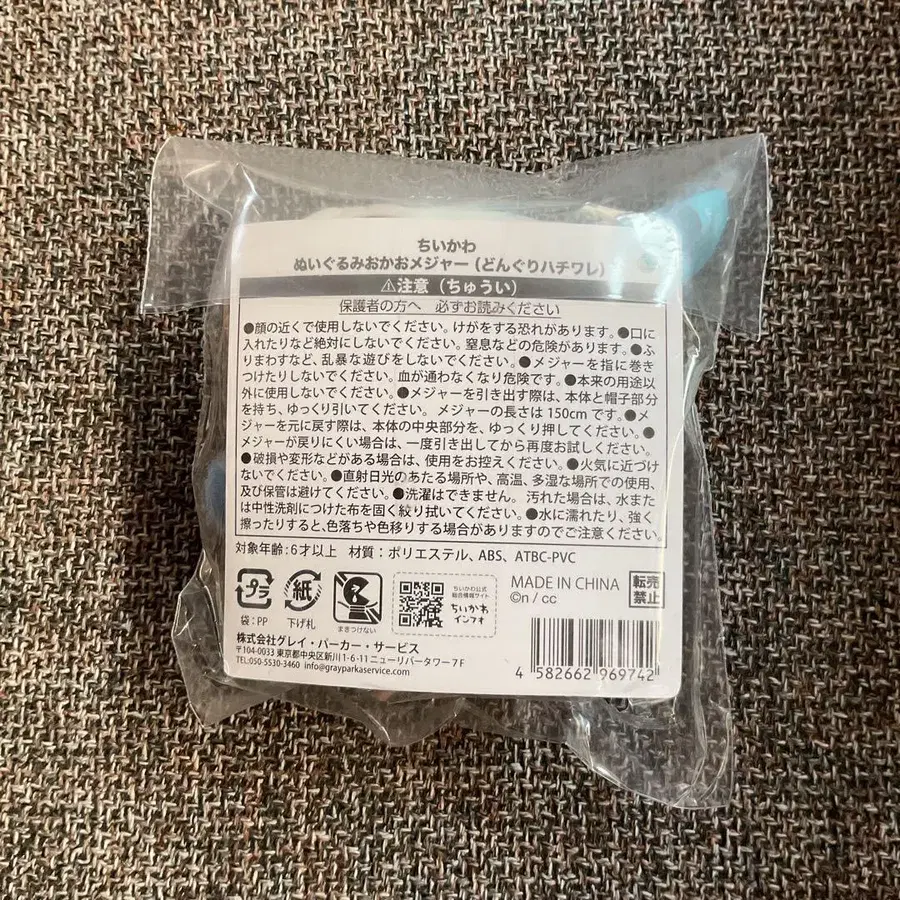 ちいかわ
ぬいぐるみおかおメジャー(どんぐりハチワレ)
⚠注意(ちゅうい)
保護者の方へ 必ずお読みください
●顔の近くで使用しないでください。けがをする恐れがあります。●口に
入れたりなど絶対にしないでください。窒息などの危険があります。●ふ
りまわすなど、乱暴な遊びをしないでください。●メジャーを指に巻き
つけたりしないでください。血が通わなくなり危険です。●本来の用途以
外に使用しないでください。●メジャーを引き出す際は、本体と帽子部分
を持ち、ゆっくり引いてください。メジャーの長さは150cmです。●メ
ジャーを元に戻す際は、本体の中央部分を、ゆっくり押してください。●
メジャーが戻りにくい場合は、一度引き出してから再度お試しください。
●破損や変形などがある場合は、使用をお控えください。●火気に近づけ
ないでください。●直射日光のあたる場所や、高温、多湿な場所での使用、
及び保管は避けてください。●洗濯はできません。汚れた場合は、水また
は中性洗剤につけた布を固く絞り拭いてください。●水に濡れたり、強く
擦ったりすると、色落ちや色移りする場合がありますのでご注意ください。
対象年齢:6才以上 材質:ポリエステル、ABS、ATBC-PVC
プラ
袋:PP
紙
下げ札
まきつけない
ちいかわ公式
総合情報サイト
ちいかわ
インフォ
MADE IN CHINA
©n / cc
転売
禁止
株式会社グレイ・パーカー・サービス
〒104-0033 東京都中央区新川1-6-11ニューリバータワー7F
TEL:050-5530-3460 info@grayparkaservice.com
4 582662 969742